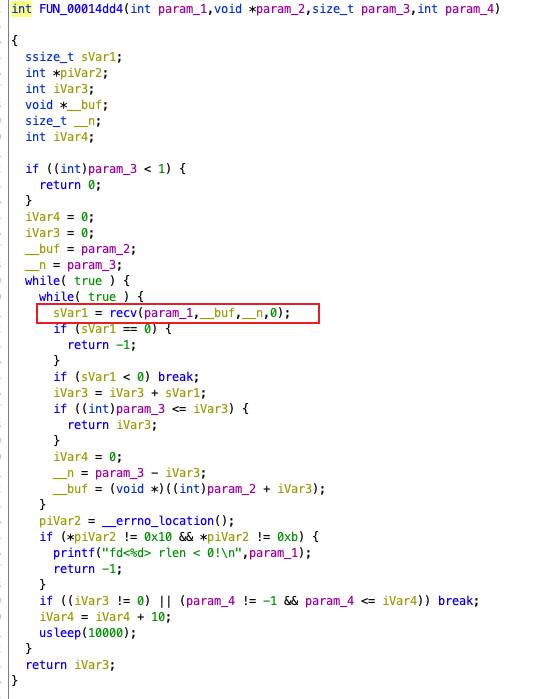 int FUN_00014dd4(int param_1,void *param_2,size_t param_3,int param_4)
{
ssize_t sVar1;
int *piVar2;
int iVar3;
void *__buf;
size_t __n;
int iVar4;
if ((int)param_3 < 1) {
return 0;
}
iVar4 = 0;
iVar3 = 0;
__buf = param_2;
__n = param_3;
while( true ) {
while( true ) {
sVar1 = recv(param_1,__buf,__n,0);
if (sVar1 == 0) {
return -1;
}
if (sVar1 < 0) break;
iVar3 = iVar3 + sVar1;
if ((int)param_3 <= iVar3) {
return iVar3;
}
iVar4 = 0;
__n = param_3 - iVar3;
__buf = (void *)((int)param_2 + iVar3);
}
piVar2 = __errno_location();
if (*piVar2 != 0x10 && *piVar2 != 0xb) {
printf("fd<%d> rlen < 0!\n",param_1);
return -1;
}
if ((iVar3 != 0) || (param_4 != -1 && param_4 <= iVar4)) break;
iVar4 = iVar4 + 10;
usleep(10000);
}
return iVar3;
}